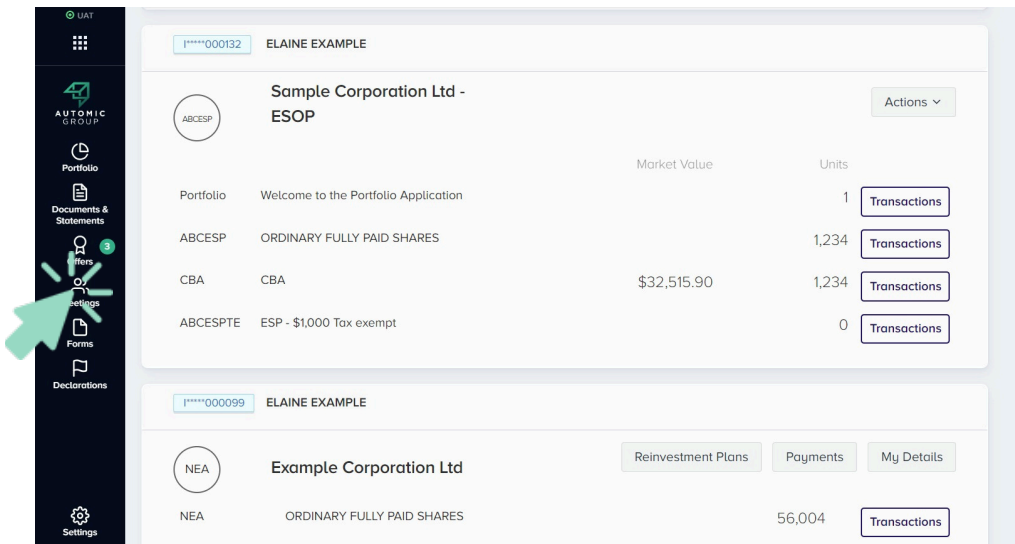 UAT
AUTOMIC
GROUP
Portfolio
Documents &
Statements
3
Offers
Meetings
Forms
Declarations
Settings
I*****000132 ELAINE EXAMPLE
ABCESP
Sample Corporation Ltd -
ESOP
Actions
Market Value Units
Portfolio Welcome to the Portfolio Application 1 Transactions
ABCESP ORDINARY FULLY PAID SHARES 1,234 Transactions
CBA CBA $32,515.90 1,234 Transactions
ABCESPTE ESP - $1,000 Tax exempt 0 Transactions
I*****000099 ELAINE EXAMPLE
NEA Example Corporation Ltd Reinvestment Plans Payments My Details
NEA ORDINARY FULLY PAID SHARES 56,004 Transactions